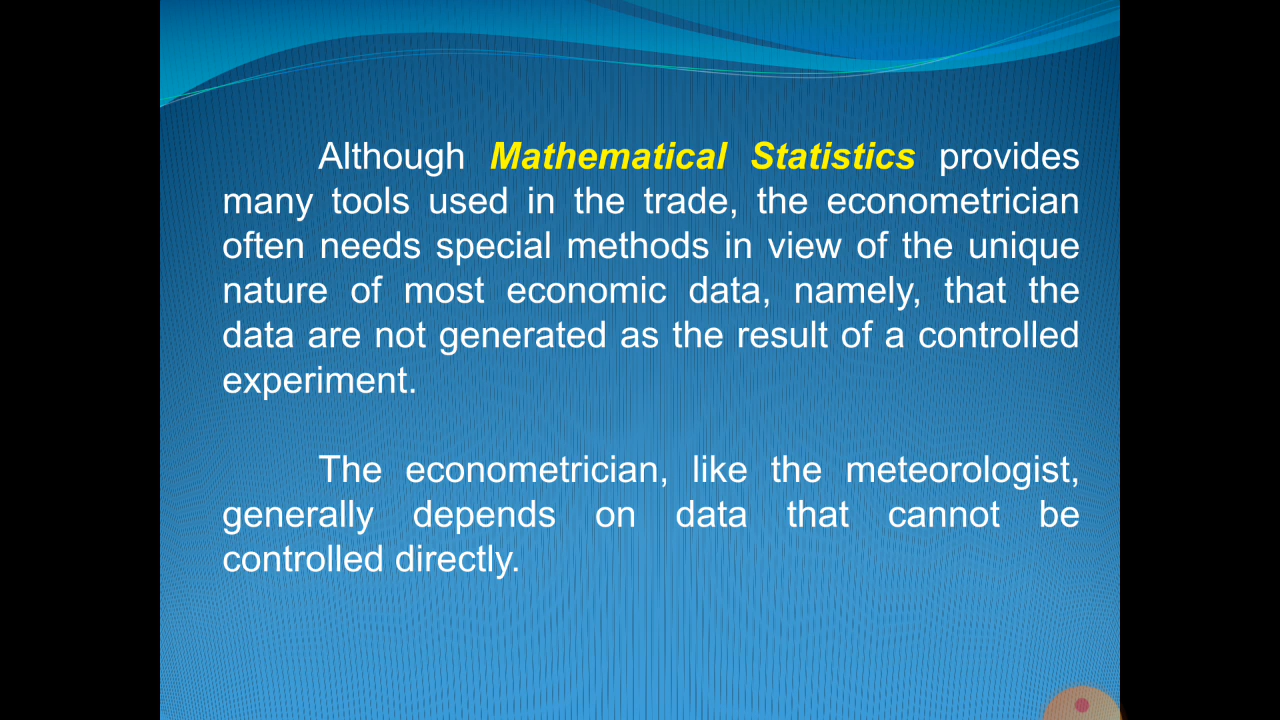 Although Mathematical Statistics provides
many tools used in the trade, the econometrician
often needs special methods in view of the unique
nature of most economic data, namely, that the
data are not generated as the result of a controlled
experiment.
The econometrician, like the meteorologist,
generally depends on data that cannot be
controlled directly.